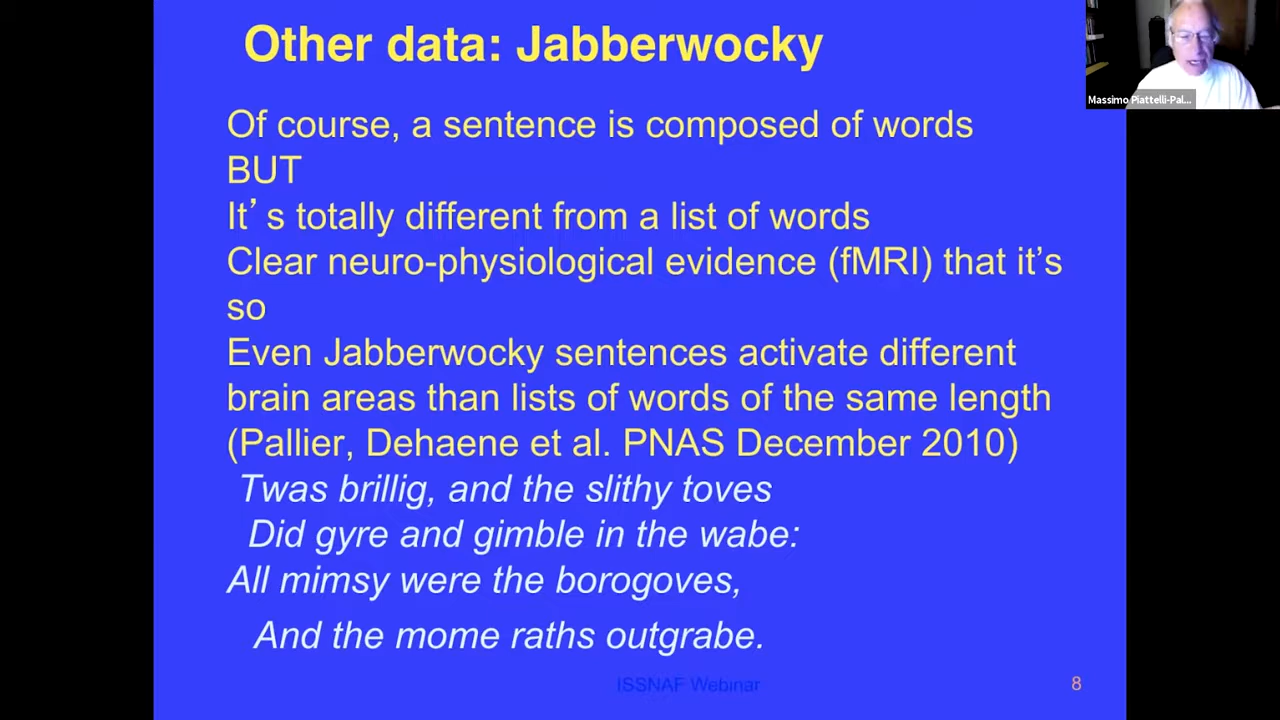 Other data: Jabberwocky
Massimo Piattelli-Pal...
Of course, a sentence is composed of words
BUT
It’s totally different from a list of words
Clear neuro-physiological evidence (fMRI) that it’s
so
Even Jabberwocky sentences activate different
brain areas than lists of words of the same length
(Pallier, Dehaene et al. PNAS December 2010)
Twas brillig, and the slithy toves
Did gyre and gimble in the wabe:
All mimsy were the borogoves,
And the mome raths outgrabe.
ISSNAF Webinar
8